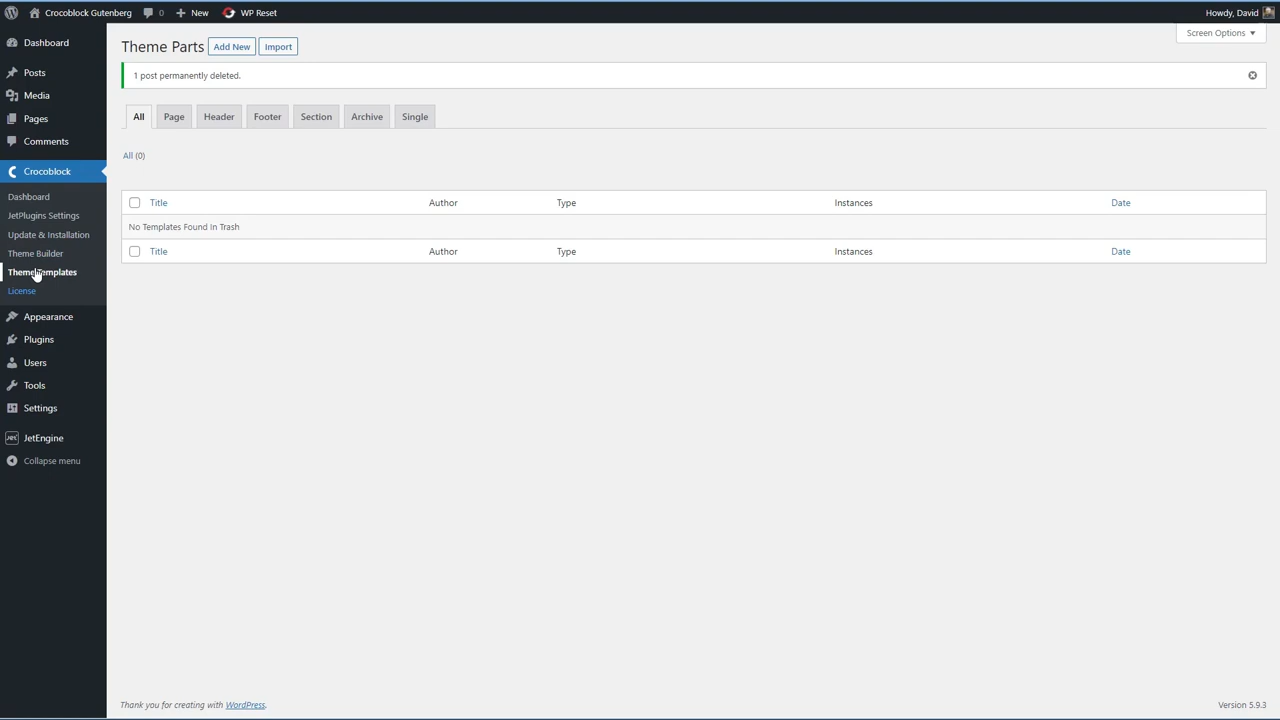 Crocoblock Gutenberg 0 New WP Reset Howdy, David
Screen Options
Dashboard
Posts
Media
Pages
Comments
Crocoblock
Dashboard
JetPlugins Settings
Update & Installation
Theme Builder
Theme Templates
License
Appearance
Plugins
Users
Tools
Settings
JetEngine
Collapse menu
Theme Parts Add New Import
1 post permanently deleted.
All Page Header Footer Section Archive Single
All (0)
Title Author Type Instances Date
No Templates Found In Trash
Title Author Type Instances Date
Thank you for creating with WordPress. Version 5.9.3